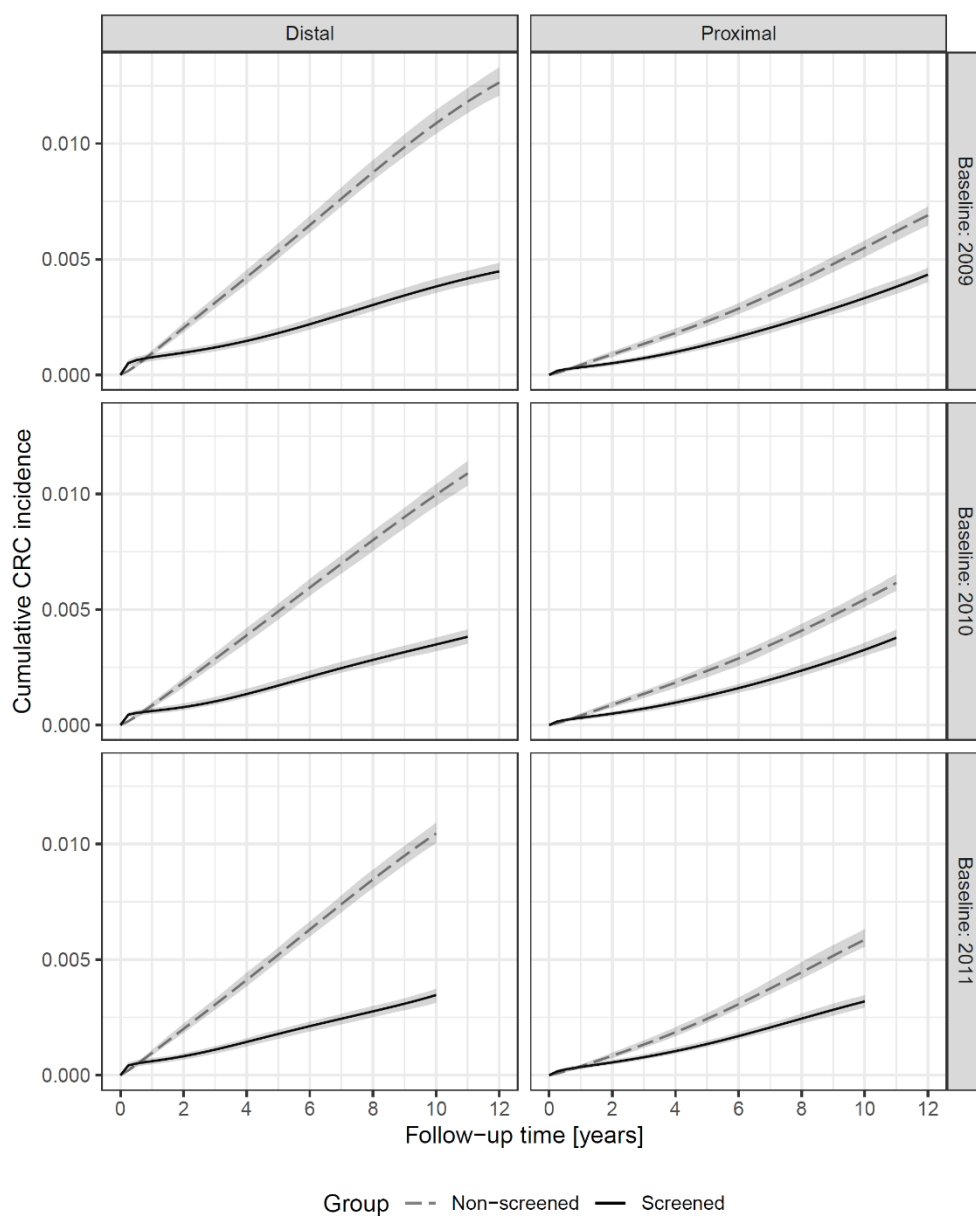 Distal Proximal
0.010
0.005
0.000
Baseline: 2009
0.010
0.005
0.000
Baseline: 2010
0.010
0.005
0.000
Baseline: 2011
Cumulative CRC incidence
0 2 4 6 8 10 12 0 2 4 6 8 10 12
Follow−up time [years]
Group Non−screened Screened